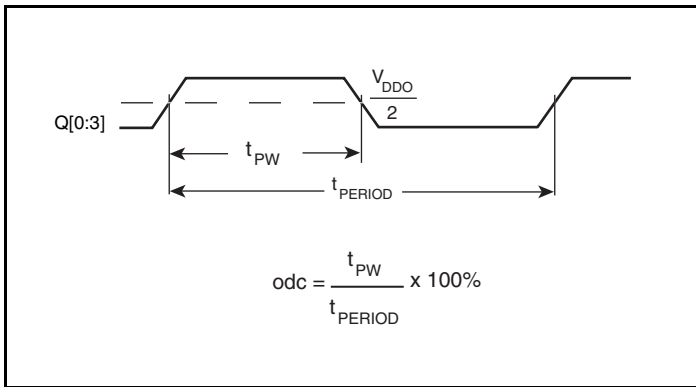 V_DDO
2
Q[0:3]
t_PW
t_PERIOD
odc = t_PW / t_PERIOD x 100%